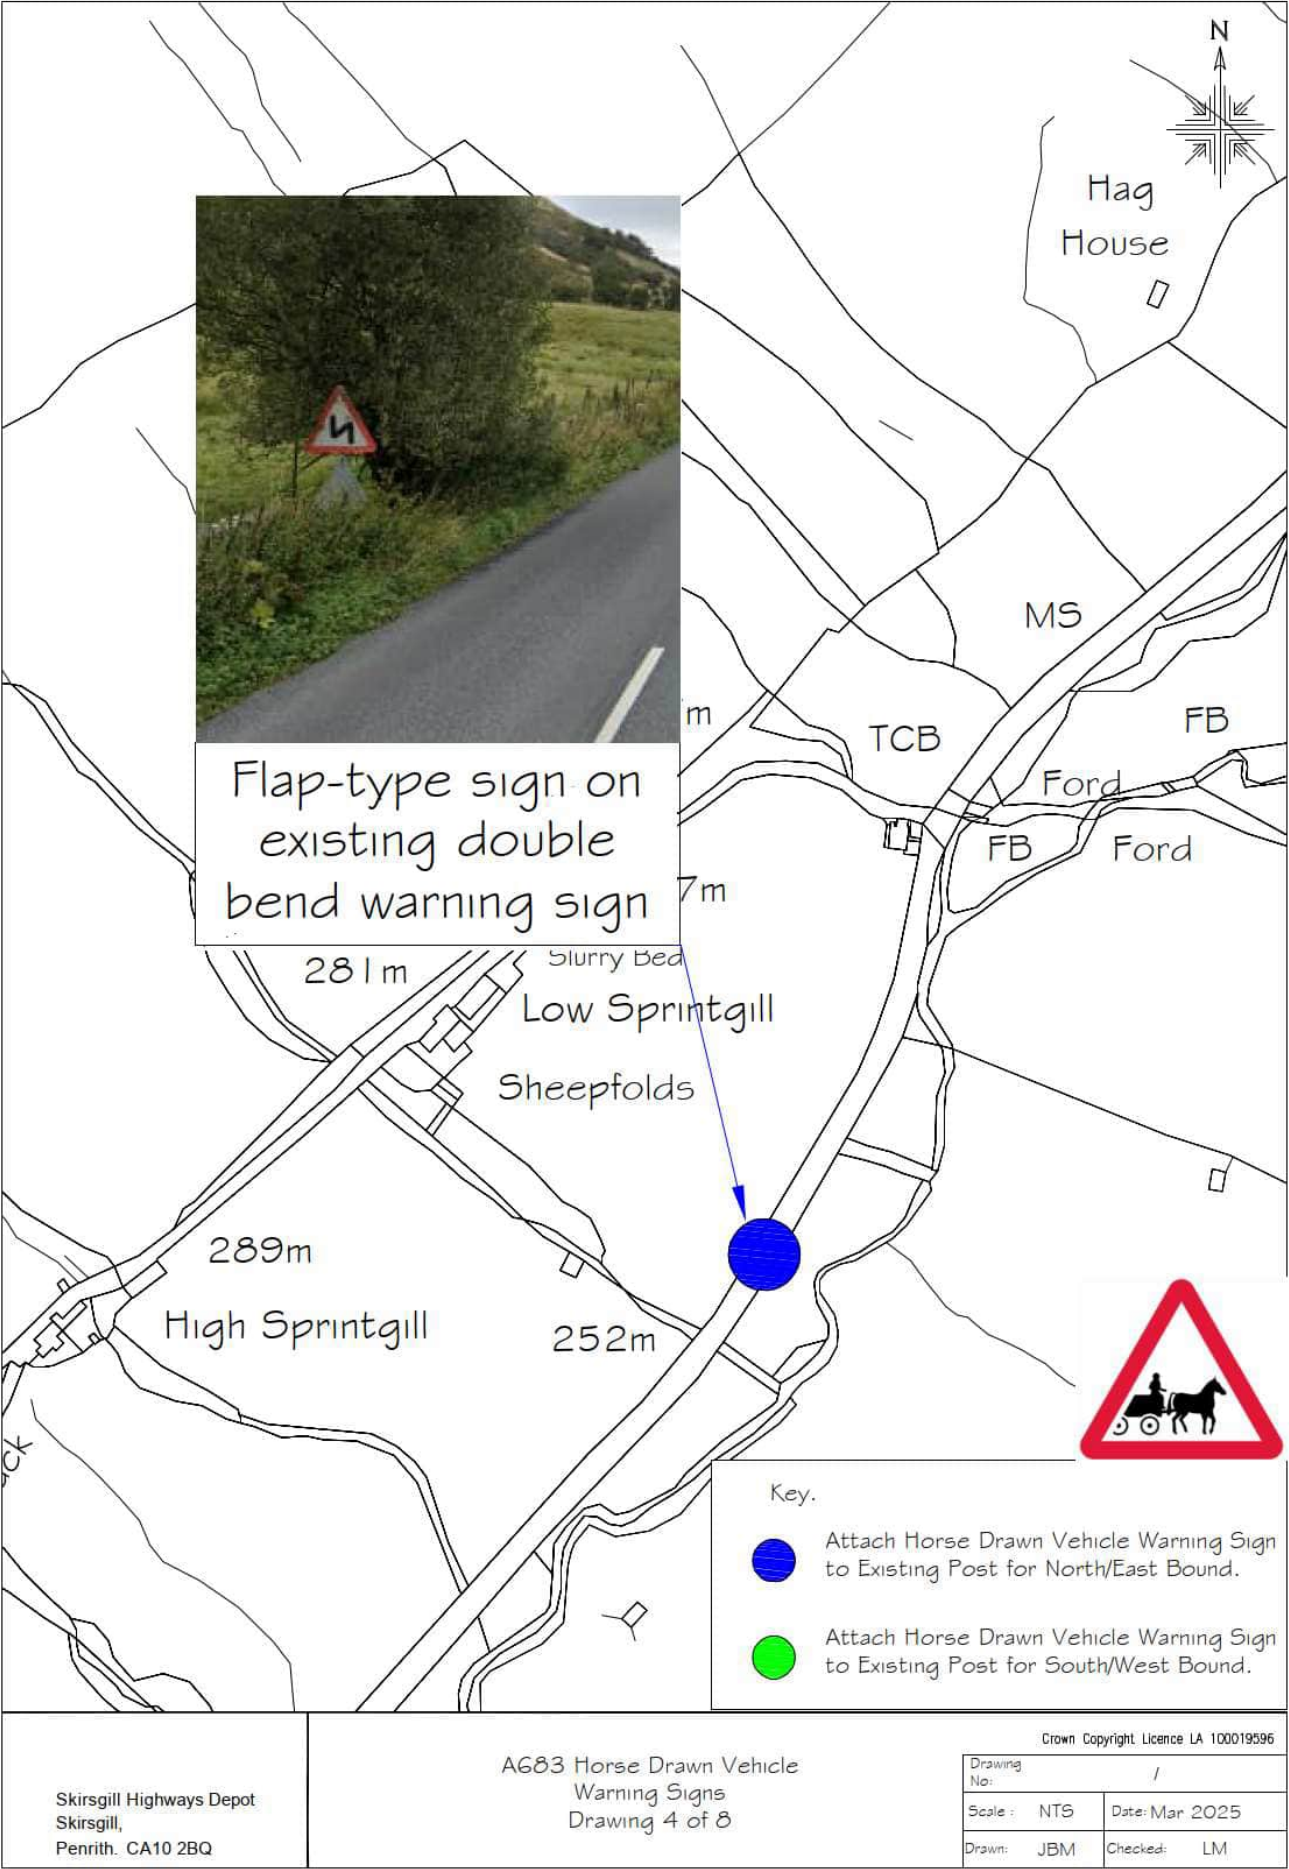 N
Hag
House
MS
m
TCB
FB
Ford
FB
Ford
Flap-type sign on
existing double
bend warning sign
7m
281m
Slurry Bed
Low Sprintgill
Sheepfolds
289m
High Sprintgill
252m
Key.
Attach Horse Drawn Vehicle Warning Sign
to Existing Post for North/East Bound.
Attach Horse Drawn Vehicle Warning Sign
to Existing Post for South/West Bound.
Skirsgill Highways Depot
Skirsgill,
Penrith. CA10 2BQ
A683 Horse Drawn Vehicle
Warning Signs
Drawing 4 of 8
Crown Copyright Licence LA 100019596
Drawing
No: /
Scale : NTS Date: Mar 2025
Drawn: JBM Checked: LM